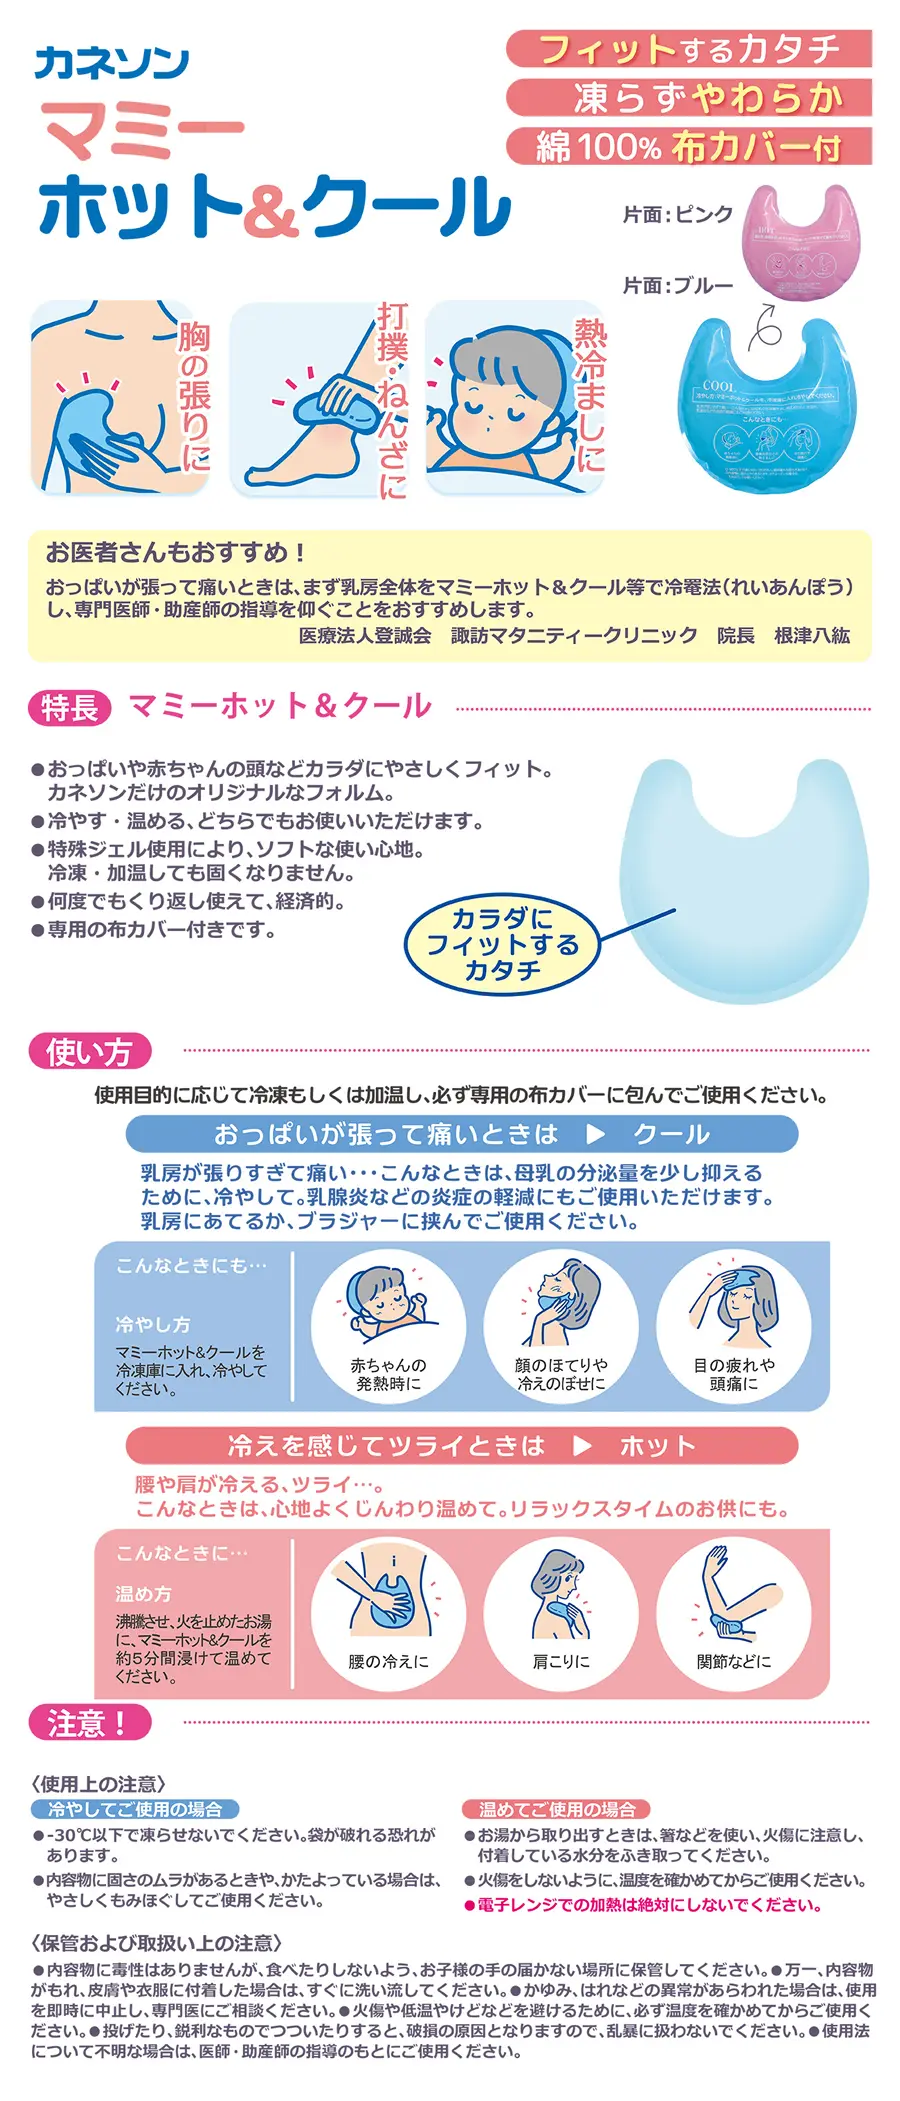 カネソン
マミー
ホット&クール
フィットするカタチ
凍らずやわらか
綿100%布カバー付
片面:ピンク
片面:ブルー
HOT
COOL
こんなときにも
胸の張りに
打撲・ねんざに
熱冷ましに
お医者さんもおすすめ!
おっぱいが張って痛いときは、まず乳房全体をマミーホット&クール等で冷罨法(れいあんぽう)
し、専門医師・助産師の指導を仰ぐことをおすすめします。
医療法人登誠会 諏訪マタニティークリニック 院長 根津八紘
特長 マミーホット&クール
●おっぱいや赤ちゃんの頭などカラダにやさしくフィット。
カネソンだけのオリジナルなフォルム。
●冷やす・温める、どちらでもお使いいただけます。
●特殊ジェル使用により、ソフトな使い心地。
冷凍・加温しても固くなりません。
●何度でもくり返し使えて、経済的。
●専用の布カバー付きです。
カラダに
フィットする
カタチ
使い方
使用目的に応じて冷凍もしくは加温し、必ず専用の布カバーに包んでご使用ください。
おっぱいが張って痛いときは ▶ クール
乳房が張りすぎて痛い・・・こんなときは、母乳の分泌量を少し抑える
ために、冷やして。乳腺炎などの炎症の軽減にもご使用いただけます。
乳房にあてるか、ブラジャーに挟んでご使用ください。
こんなときにも…
冷やし方
マミーホット&クールを
冷凍庫に入れ、冷やして
ください。
赤ちゃんの
発熱時に
顔のほてりや
冷えのぼせに
目の疲れや
頭痛に
冷えを感じてツライときは ▶ ホット
腰や肩が冷える、ツライ…。
こんなときは、心地よくじんわり温めて。リラックスタイムのお供にも。
こんなときに…
温め方
沸騰させ、火を止めたお湯
に、マミーホット&クールを
約5分間浸けて温めて
ください。
腰の冷えに
肩こりに
関節などに
注意!
〈使用上の注意〉
冷やしてご使用の場合
●-30℃以下で凍らせないでください。袋が破れる恐れが
あります。
●内容物に固さのムラがあるときや、かたよっている場合は、
やさしくもみほぐしてご使用ください。
温めてご使用の場合
●お湯から取り出すときは、箸などを使い、火傷に注意し、
付着している水分をふき取ってください。
●火傷をしないように、温度を確かめてからご使用ください。
●電子レンジでの加熱は絶対にしないでください。
〈保管および取扱い上の注意〉
●内容物に毒性はありませんが、食べたりしないよう、お子様の手の届かない場所に保管してください。●万一、内容物
がもれ、皮膚や衣服に付着した場合は、すぐに洗い流してください。●かゆみ、はれなどの異常があらわれた場合は、使用
を即時に中止し、専門医にご相談ください。●火傷や低温やけどなどを避けるために、必ず温度を確かめてからご使用く
ださい。●投げたり、鋭利なものでつついたりすると、破損の原因となりますので、乱暴に扱わないでください。●使用法
について不明な場合は、医師・助産師の指導のもとにご使用ください。